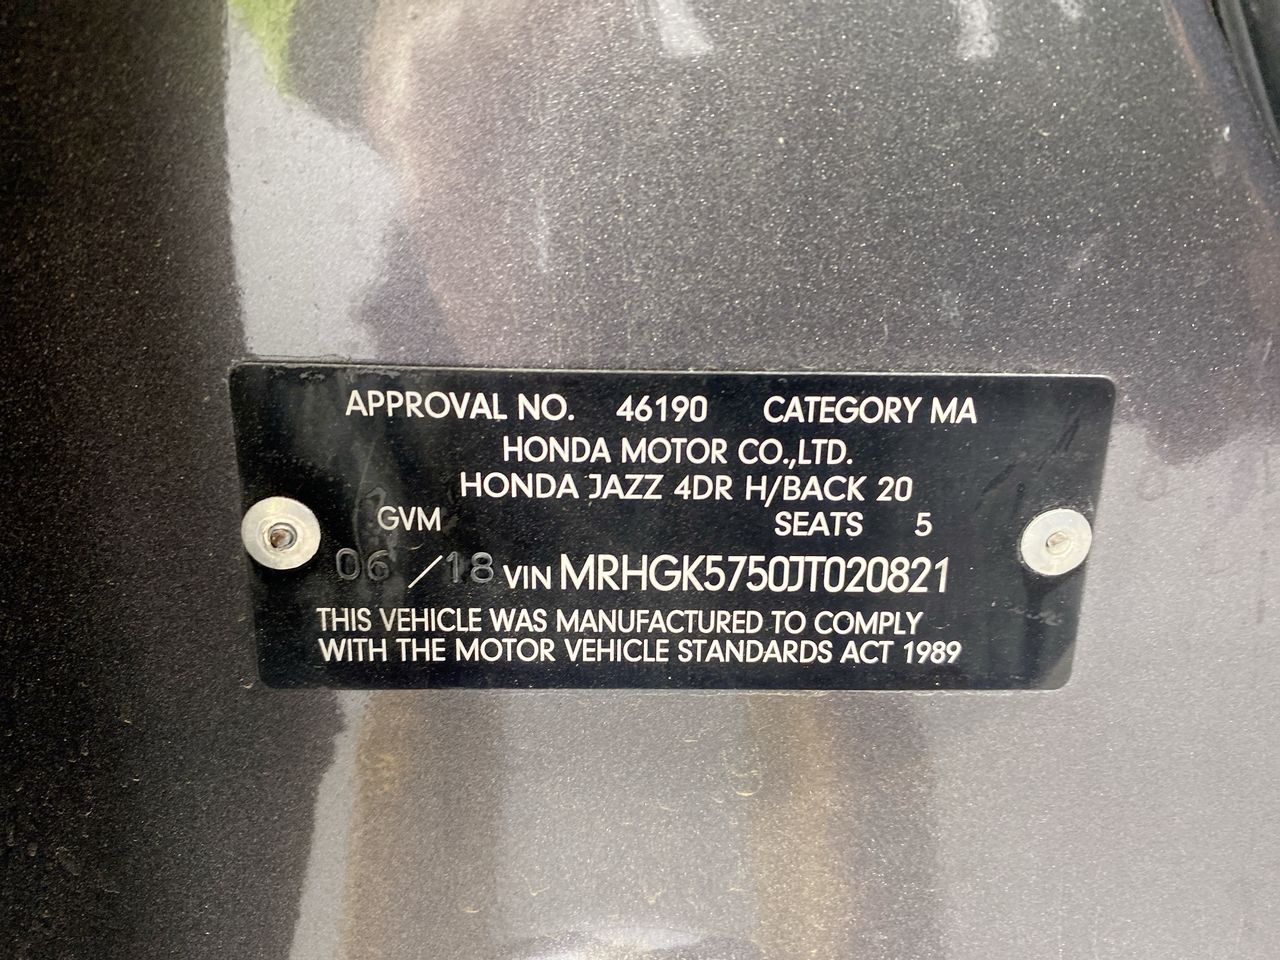 APPROVAL NO. 46190 CATEGORY MA
HONDA MOTOR CO.,LTD.
HONDA JAZZ 4DR H/BACK 20
GVM SEATS 5
06 /18 VIN MRHGK5750JT020821
THIS VEHICLE WAS MANUFACTURED TO COMPLY
WITH THE MOTOR VEHICLE STANDARDS ACT 1989